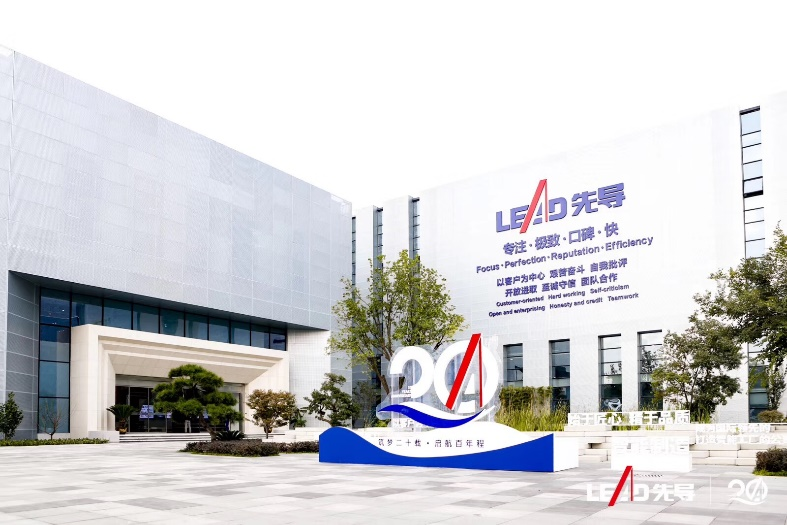 LEAD 先导
专注·极致·口碑·快
Focus·Perfection·Reputation·Efficiency
以客户为中心 艰苦奋斗 自我批评
开放进取 至诚守信 团队合作
Customer-oriented Hard working Self-criticism
Open and enterprising Honesty and credit Teamwork
20
筑梦二十载·启航百年程
LEAD 先导
20